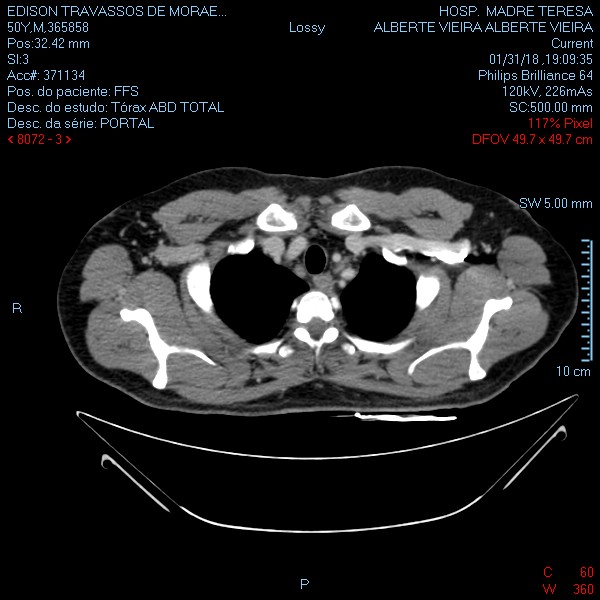 EDISON TRAVASSOS DE MORAE...
50Y,M,365858
Pos:32.42 mm
SI:3
Acc#: 371134
Pos. do paciente: FFS
Desc. do estudo: Tórax ABD TOTAL
Desc. da série: PORTAL
< 8072 - 3 >
Lossy
HOSP. MADRE TERESA
ALBERTE VIEIRA ALBERTE VIEIRA
Current
01/31/18 ,19:09:35
Philips Brilliance 64
120kV, 226mAs
SC:500.00 mm
117% Pixel
DFOV 49.7 x 49.7 cm
SW 5.00 mm
R
10 cm
P
C 60
W 360